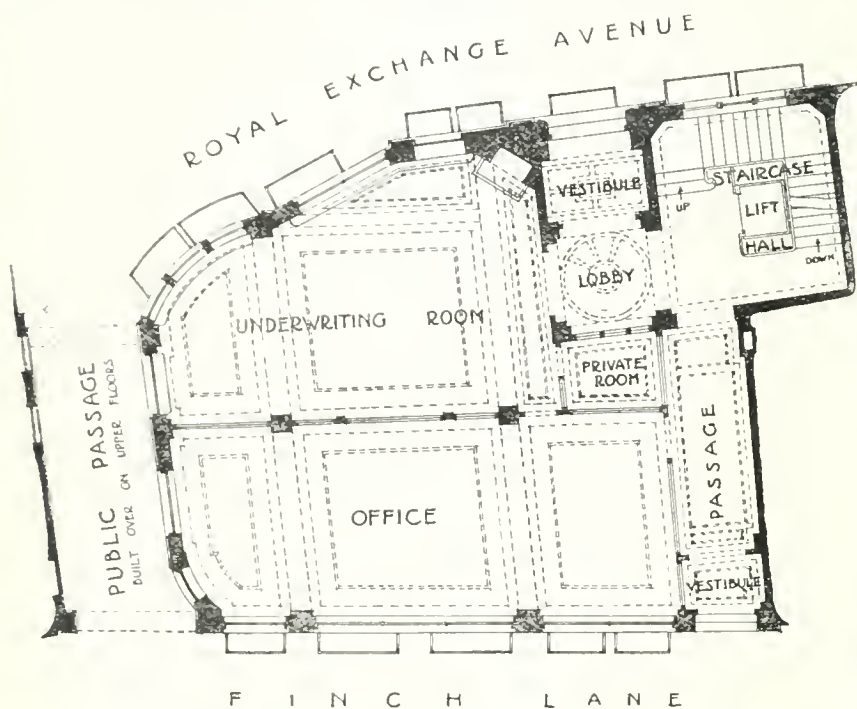 ROYAL EXCHANGE AVENUE
VESTIBULE
STAIRCASE
UP
LIFT
HALL
DOWN
LOBBY
UNDERWRITING ROOM
PRIVATE
ROOM
PUBLIC PASSAGE
BUILT OVER ON UPPER FLOORS
OFFICE
PASSAGE
VESTIBULE
FINCH LANE